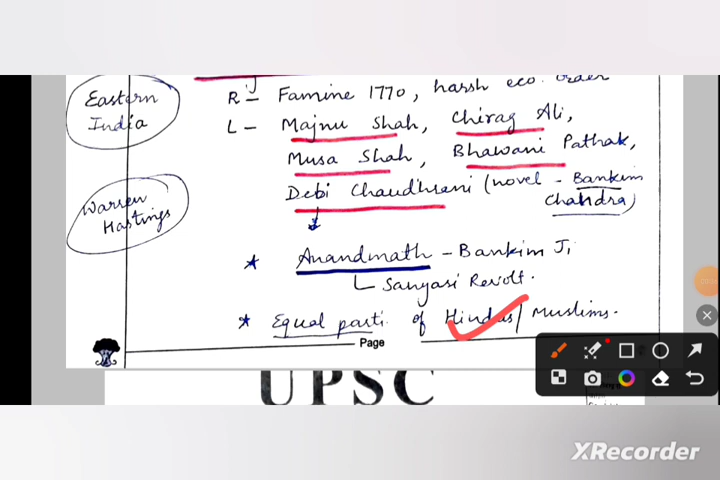 R – Famine 1770, harsh eco. order
Eastern
India
L – Majnu Shah, Chirag Ali,
Musa Shah, Bhawani Pathak,
Debi Chaudhrani (novel - Bankim
Chandra)
Warren
Hastings
* Anandmath – Bankim Ji
Sanyasi Revolt.
* Equal parti. of Hindus/Muslims.
Page
UPSC
XRecorder